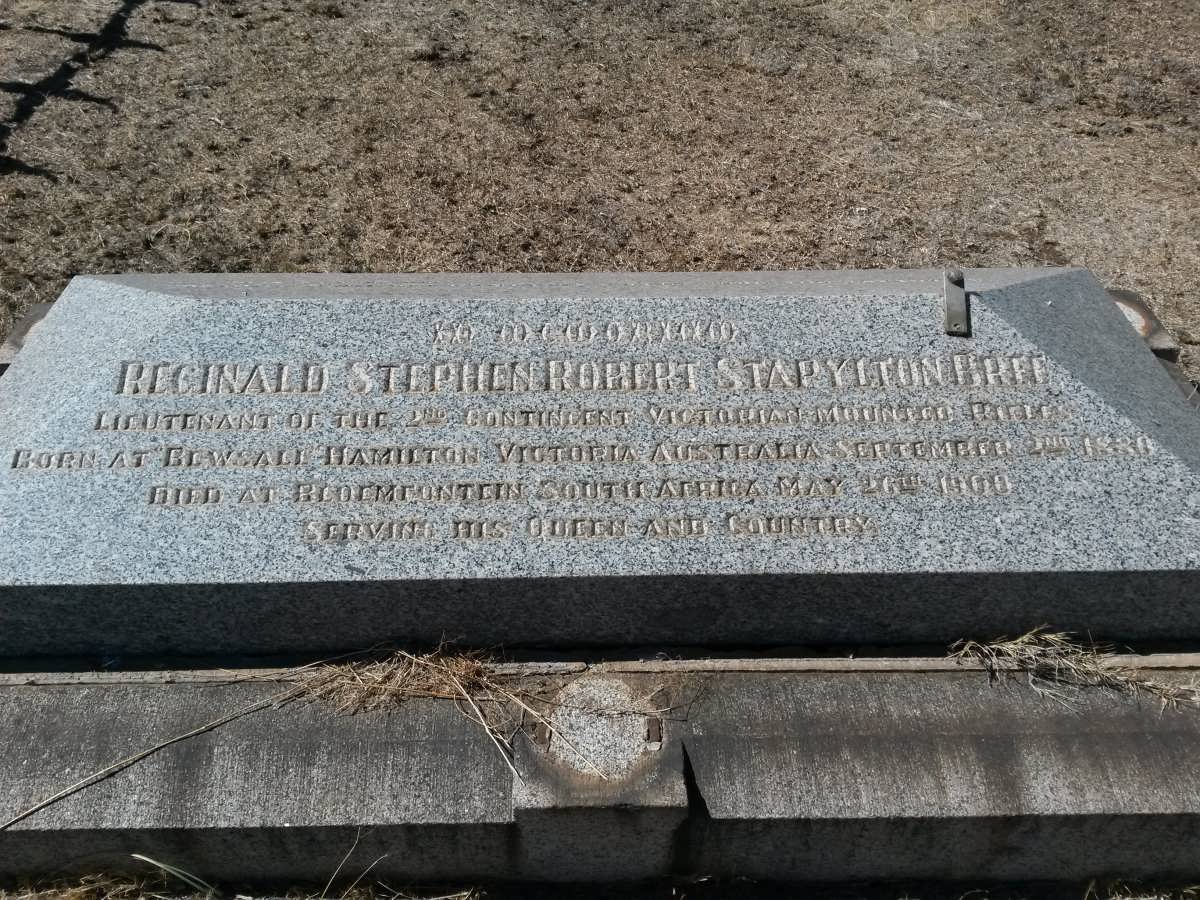 In Memoriam
Reginald Stephen Robert Stapylton Bree
Lieutenant of the 2nd Contingent Victorian Mounted Rifles
Born at "Bewsall" Hamilton Victoria Australia September 2nd 1880
Died at Bloemfontein South Africa May 27th 1900
Serving his Queen and Country